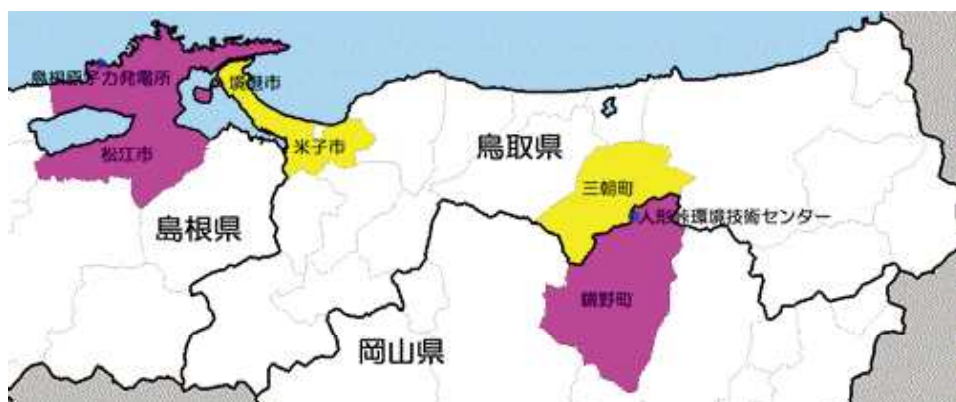 島根原子力発電所
境港市
米子市
松江市
鳥取県
三朝町
島根県
人形峠環境技術センター
鏡野町
岡山県